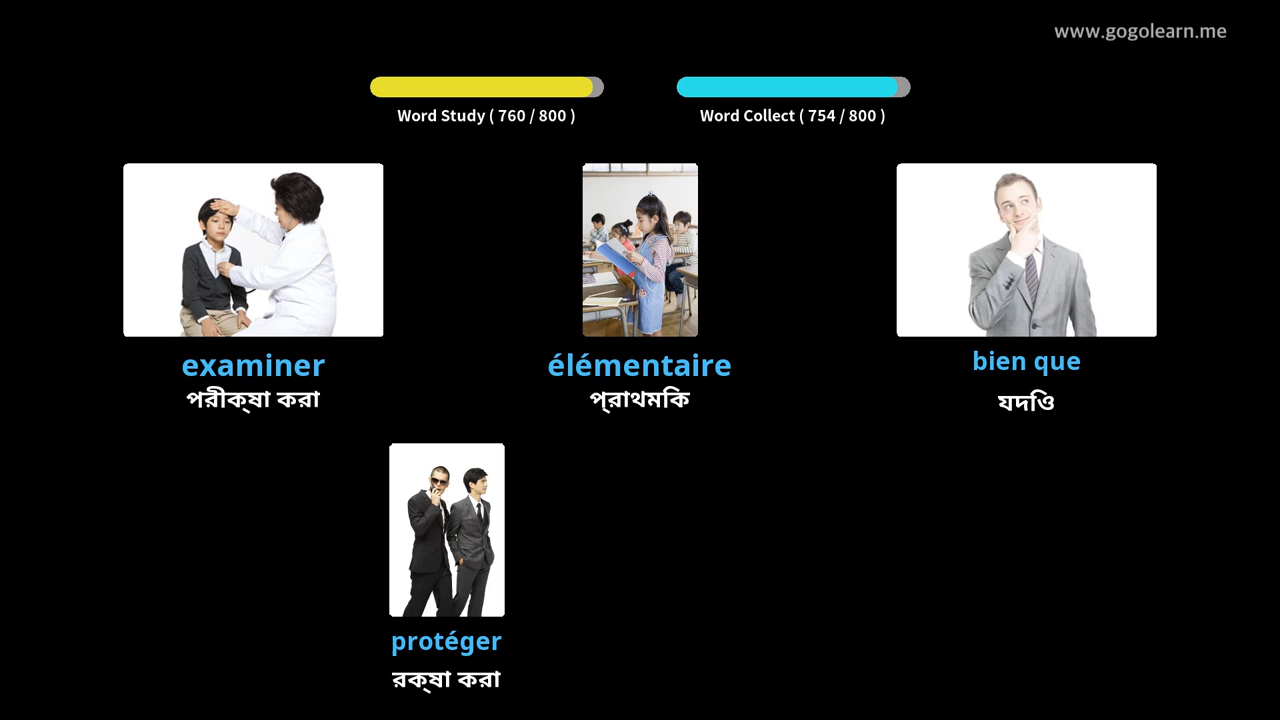 www.gogolearn.me
Word Study ( 760 / 800 )
Word Collect ( 754 / 800 )
examiner
élémentaire
bien que
পরীক্ষা করা
প্রাথমিক
যদিও
protéger
রক্ষা করা